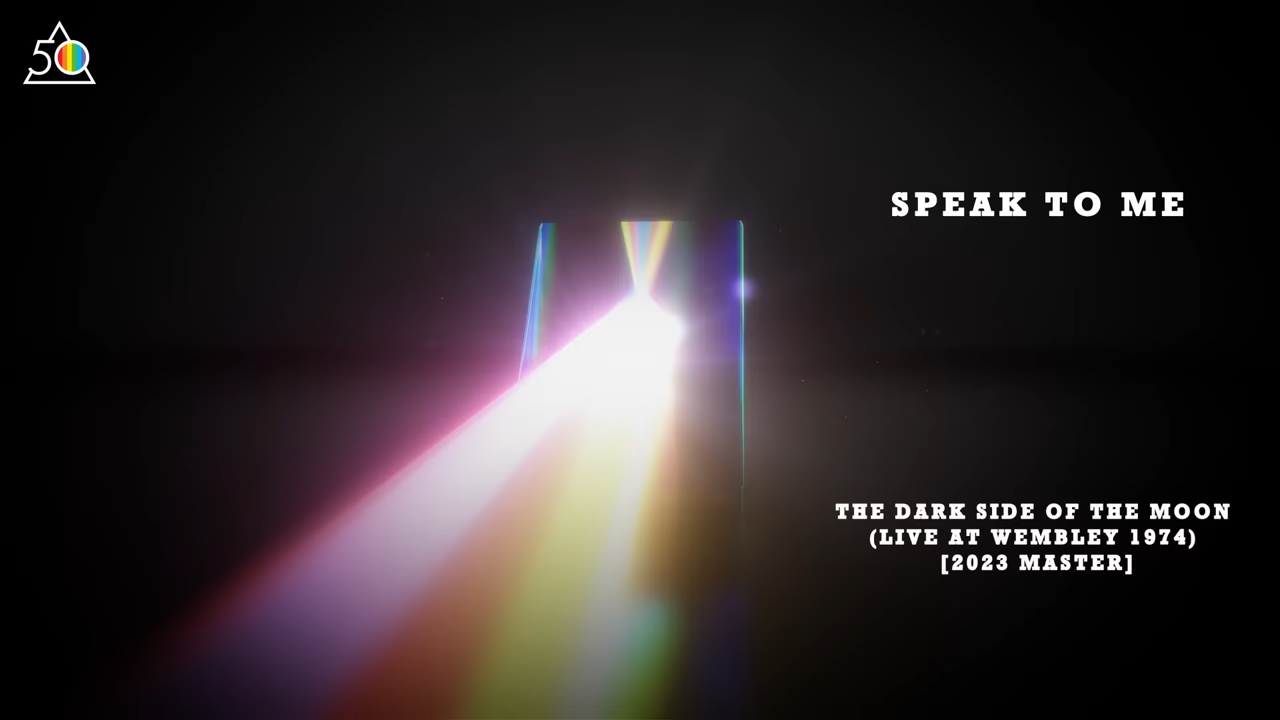 50
SPEAK TO ME
THE DARK SIDE OF THE MOON
(LIVE AT WEMBLEY 1974)
[2023 MASTER]